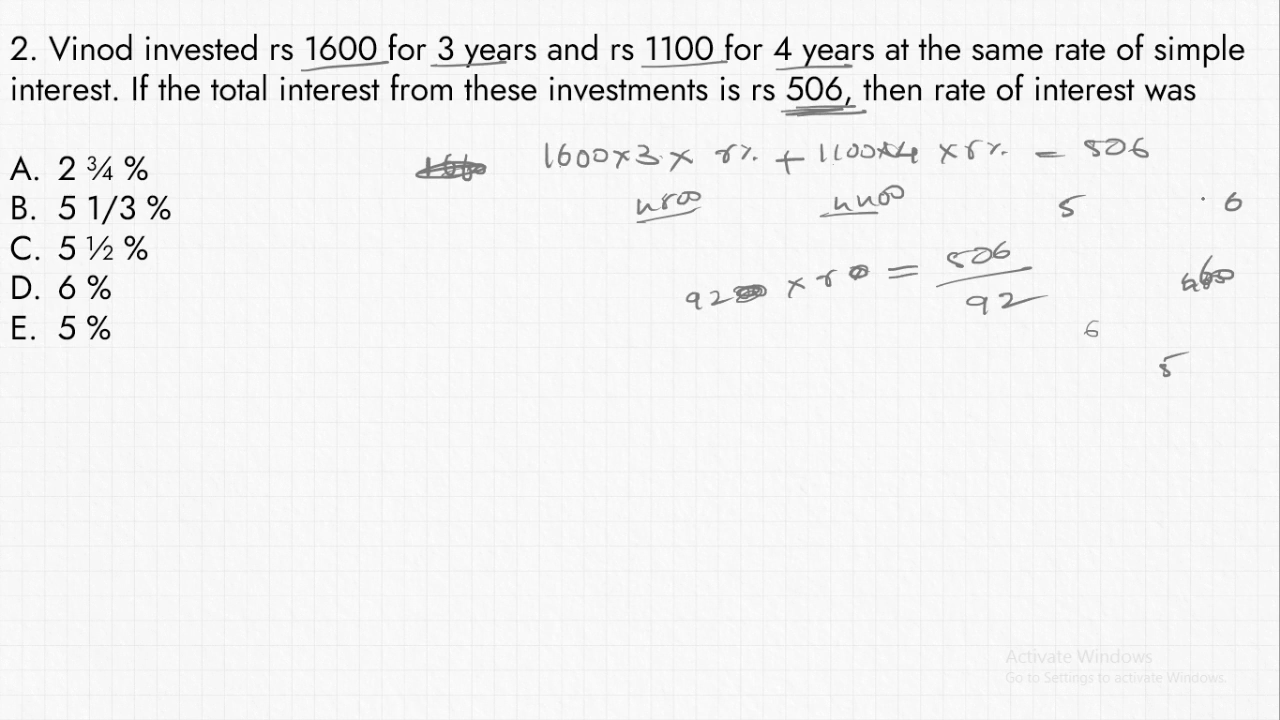 2. Vinod invested rs 1600 for 3 years and rs 1100 for 4 years at the same rate of simple
interest. If the total interest from these investments is rs 506, then rate of interest was
A. 2 ¾ %
B. 5 1/3 %
C. 5 ½ %
D. 6 %
E. 5 %
1600×3 × r% + 1100×4 × r% = 506
4800 4400 5 6
92 × r = 506
92
6
5
Activate Windows
Go to Settings to activate Windows.